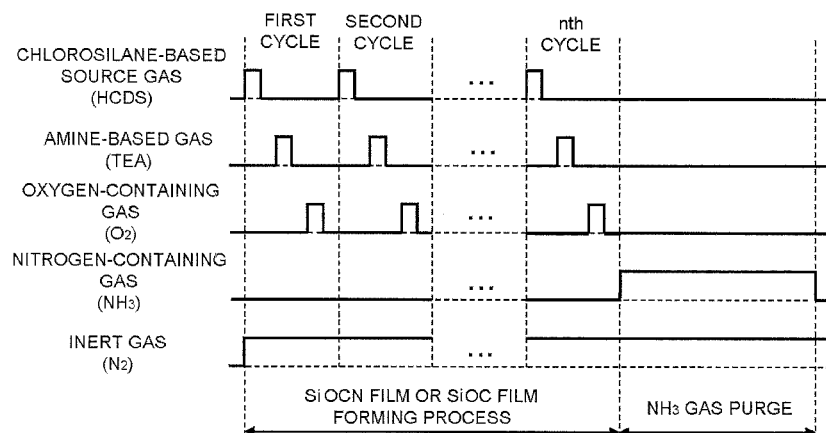 FIRST CYCLE
SECOND CYCLE
nth CYCLE
CHLOROSILANE-BASED
SOURCE GAS
(HCDS)
...
AMINE-BASED GAS
(TEA)
...
OXYGEN-CONTAINING
GAS
(O2)
...
NITROGEN-CONTAINING
GAS
(NH3)
...
INERT GAS
(N2)
...
SiOCN FILM OR SiOC FILM
FORMING PROCESS
NH3 GAS PURGE